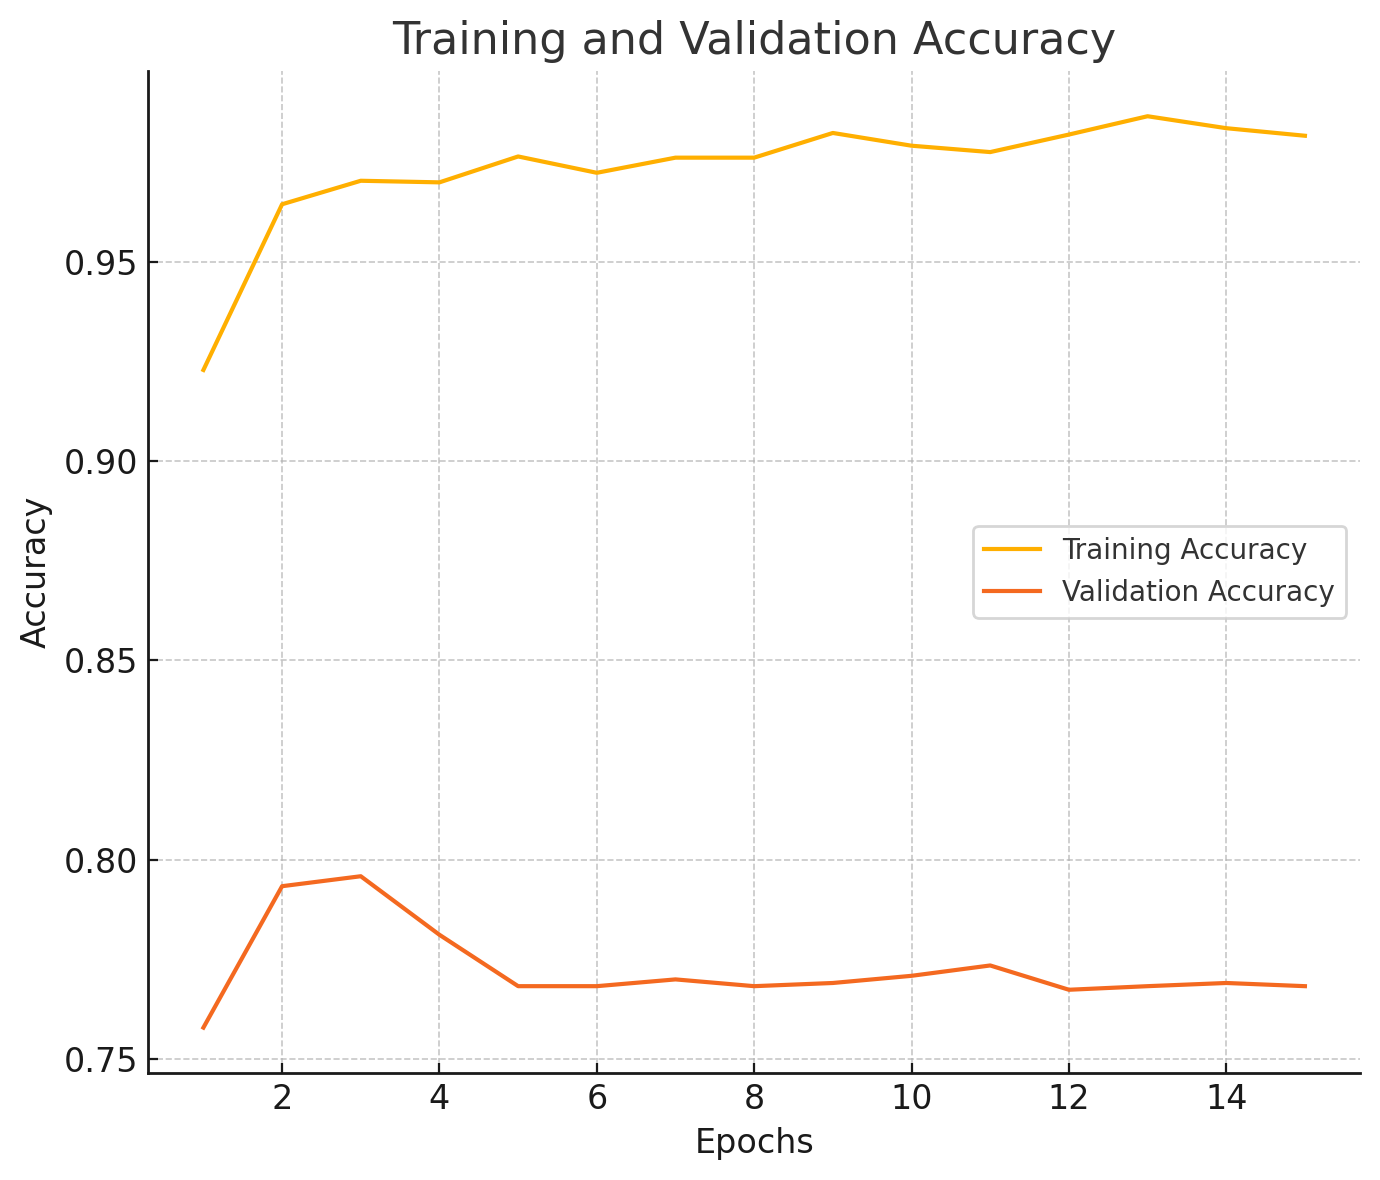 Training and Validation Accuracy
0.95
0.90
0.85
0.80
0.75
Accuracy
Training Accuracy
Validation Accuracy
2 4 6 8 10 12 14
Epochs